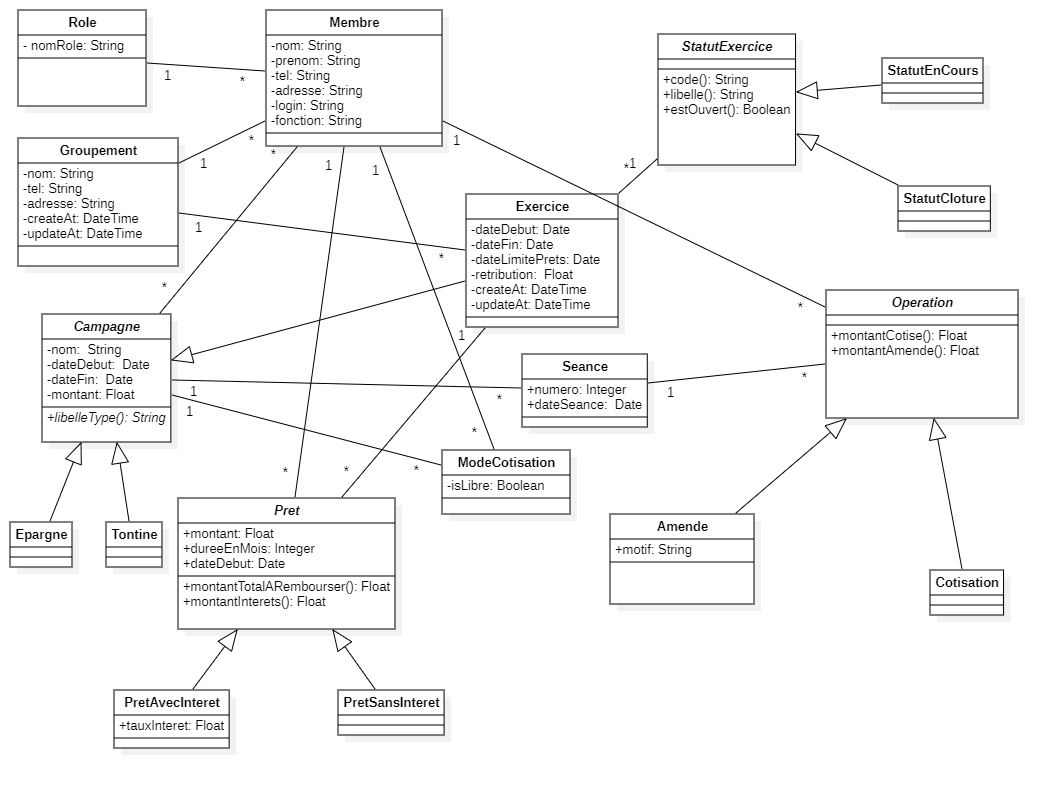 Role
- nomRole: String
Membre
-nom: String
-prenom: String
-tel: String
-adresse: String
-login: String
-fonction: String
StatutExercice
+code(): String
+libelle(): String
+estOuvert(): Boolean
StatutEnCours
StatutCloture
1
*
Groupement
-nom: String
-tel: String
-adresse: String
-createAt: DateTime
-updateAt: DateTime
1
*
*
1
1
1
*1
Exercice
-dateDebut: Date
-dateFin: Date
-dateLimitePrets: Date
-retribution:  Float
-createAt: DateTime
-updateAt: DateTime
1
*
*
*
Operation
+montantCotise(): Float
+montantAmende(): Float
Campagne
-nom:  String
-dateDebut:  Date
-dateFin:  Date
-montant: Float
+libelleType(): String
1
Seance
+numero: Integer
+dateSeance:  Date
1
*
1
*
1
*
*
*
*
ModeCotisation
-isLibre: Boolean
Epargne
Tontine
Pret
+montant: Float
+dureeEnMois: Integer
+dateDebut: Date
+montantTotalARembourser(): Float
+montantInterets(): Float
Amende
+motif: String
Cotisation
PretAvecInteret
+tauxInteret: Float
PretSansInteret